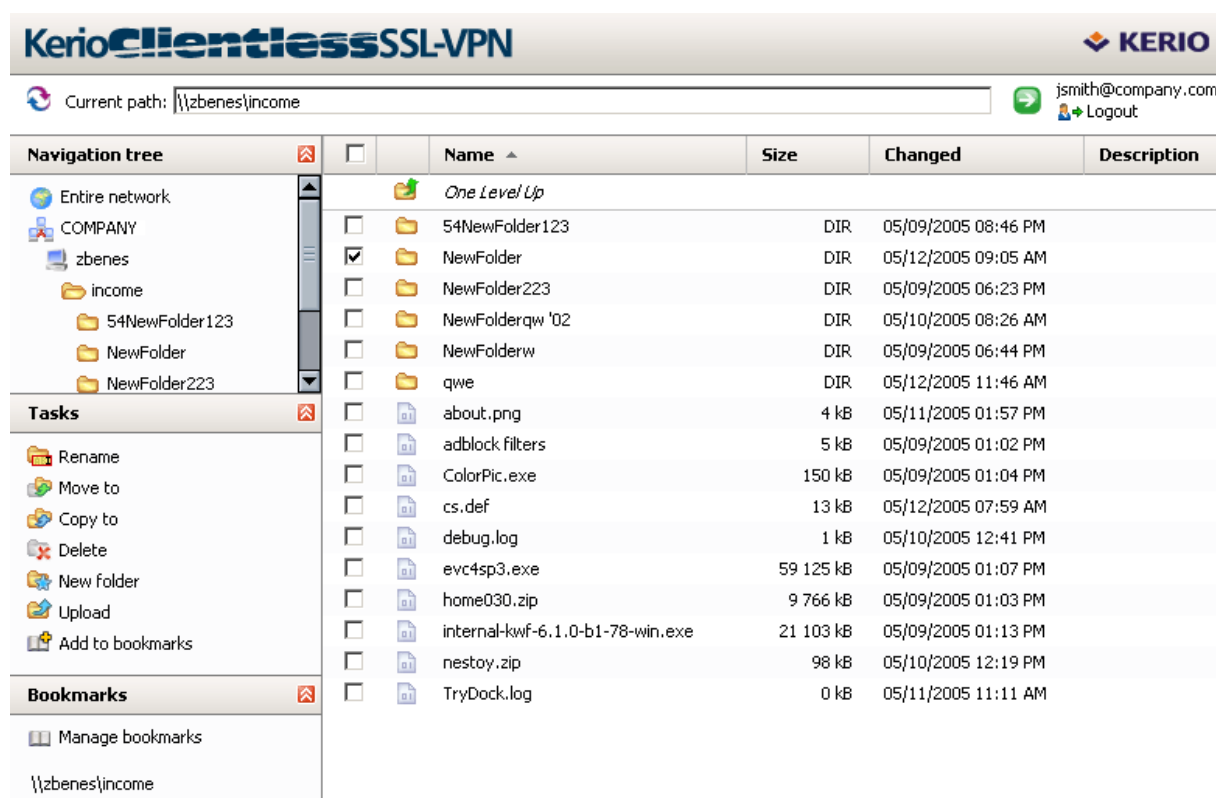 KerioClientlessSSL-VPN
KERIO
Current path: \\zbenes\income
jsmith@company.com
Logout
Navigation tree
Entire network
COMPANY
zbenes
income
54NewFolder123
NewFolder
NewFolder223
Tasks
Rename
Move to
Copy to
Delete
New folder
Upload
Add to bookmarks
Bookmarks
Manage bookmarks
\\zbenes\income
Name Size Changed Description
One Level Up
54NewFolder123 DIR 05/09/2005 08:46 PM
NewFolder DIR 05/12/2005 09:05 AM
NewFolder223 DIR 05/09/2005 06:23 PM
NewFolderqw '02 DIR 05/10/2005 08:26 AM
NewFolderw DIR 05/09/2005 06:44 PM
qwe DIR 05/12/2005 11:46 AM
about.png 4 kB 05/11/2005 01:57 PM
adblock filters 5 kB 05/09/2005 01:02 PM
ColorPic.exe 150 kB 05/09/2005 01:04 PM
cs.def 13 kB 05/12/2005 07:59 AM
debug.log 1 kB 05/10/2005 12:41 PM
evc4sp3.exe 59 125 kB 05/09/2005 01:07 PM
home030.zip 9 766 kB 05/09/2005 01:03 PM
internal-kwf-6.1.0-b1-78-win.exe 21 103 kB 05/09/2005 01:13 PM
nestoy.zip 98 kB 05/10/2005 12:19 PM
TryDock.log 0 kB 05/11/2005 11:11 AM